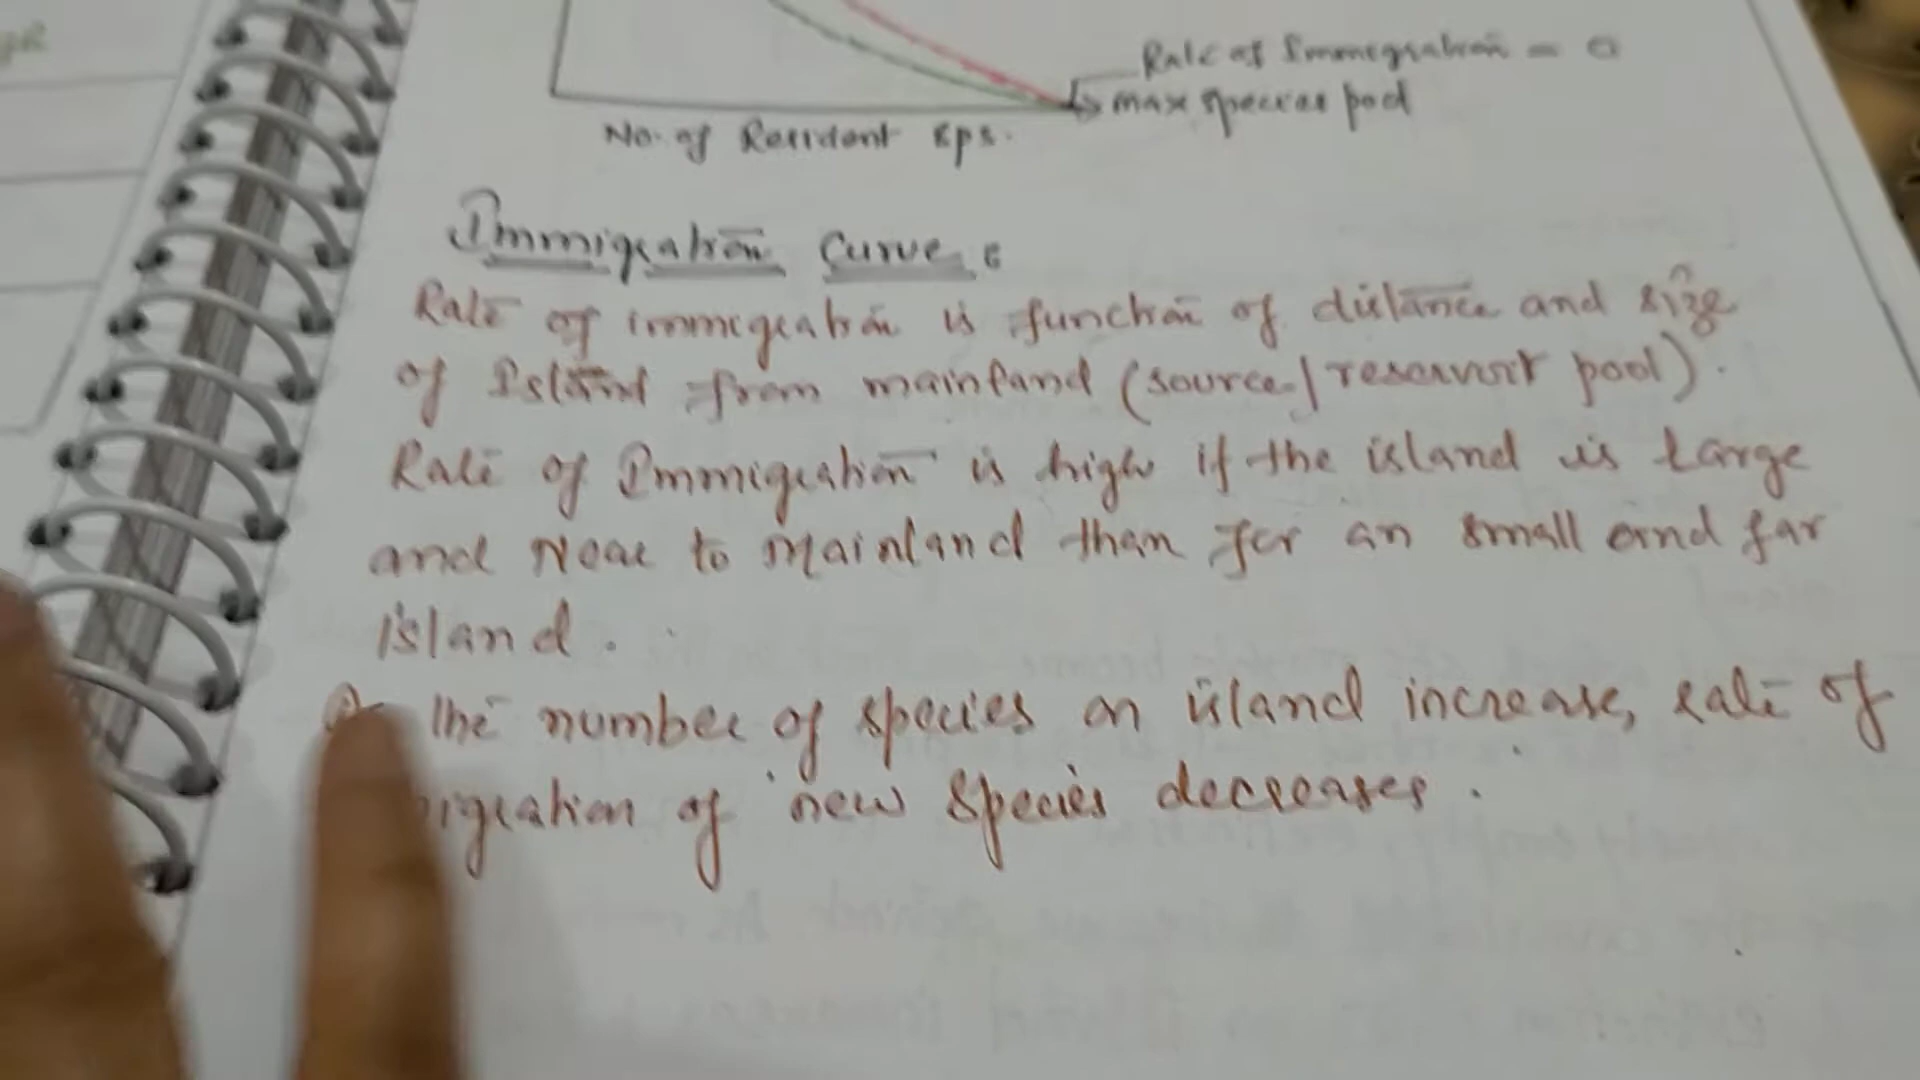 Rate of Immegration = 0
max species pool
No. of Resident Sps.
Immigration Curve :
Rate of immegration is function of distance and size
of Island from mainland (source/reservoir pool).
Rate of Immigration is high if the island is large
and Near to mainland than for an small and far
island.
the number of species on island increase, rate of
of new species decreases.